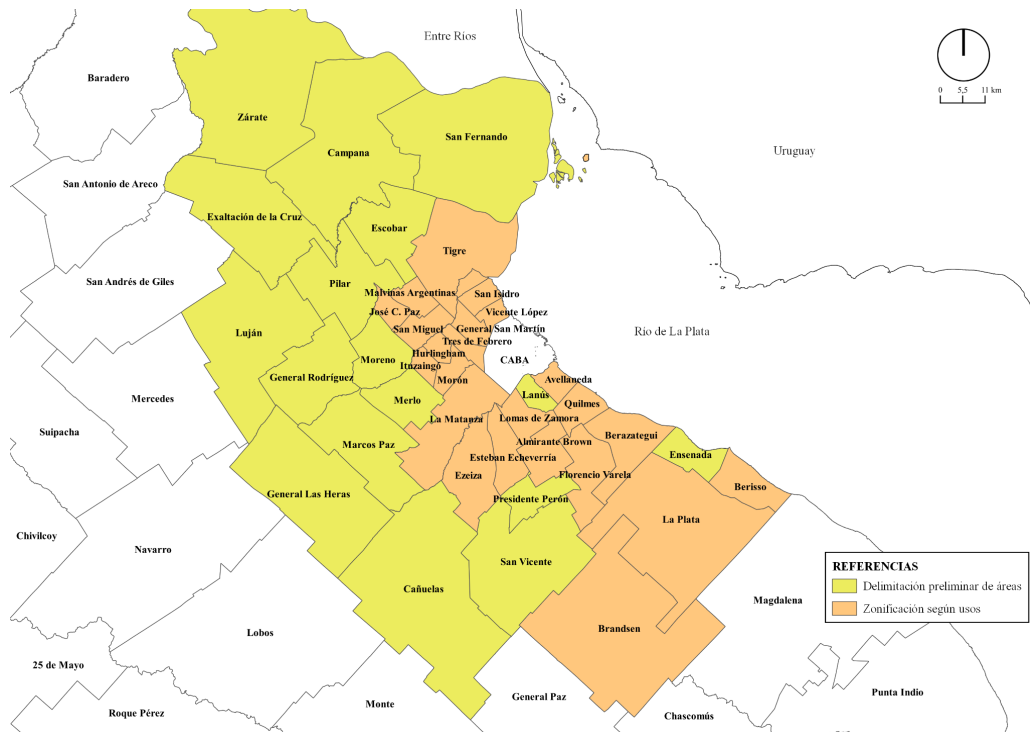 Entre Ríos
Baradero
0 5,5 11 km
Zárate
San Fernando
Campana
Uruguay
San Antonio de Areco
Exaltación de la Cruz
Escobar
Tigre
San Andrés de Giles
Pilar
Malvinas Argentinas
San Isidro
José C. Paz
Vicente López
Luján
San Miguel
General San Martín
Río de La Plata
Tres de Febrero
Hurlingham
Moreno
CABA
Ituzaingó
General Rodríguez
Morón
Avellaneda
Mercedes
Merlo
Lanús
Quilmes
La Matanza
Lomas de Zamora
Suipacha
Berazategui
Marcos Paz
Almirante Brown
Ensenada
Esteban Echeverría
Ezeiza
Florencio Varela
Berisso
General Las Heras
Presidente Perón
La Plata
Chivilcoy
Navarro
San Vicente
REFERENCIAS
Delimitación preliminar de áreas
Zonificación según usos
Cañuelas
Magdalena
Brandsen
Lobos
25 de Mayo
Punta Indio
General Paz
Monte
Roque Pérez
Chascomús